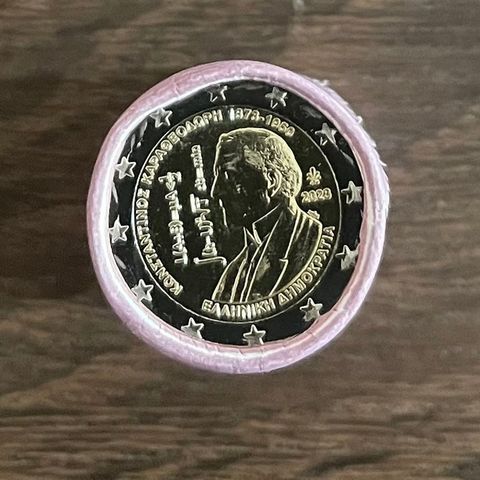 ΚΩΝΣΤΑΝΤΙΝΟΣ ΚΑΡΑΘΕΟΔΩΡΗ 1873-1950
2023
ΕΛΛΗΝΙΚΗ ΔΗΜΟΚΡΑΤΙΑ